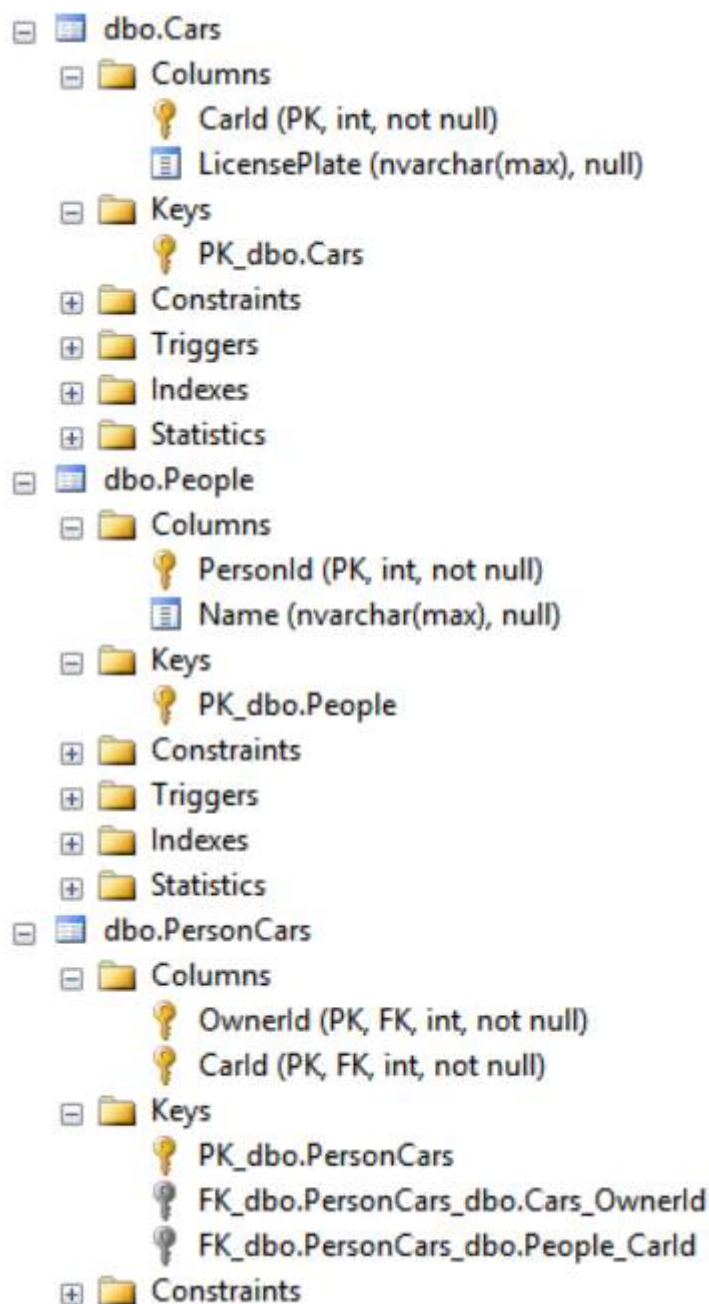 dbo.Cars
Columns
CarId (PK, int, not null)
LicensePlate (nvarchar(max), null)
Keys
PK_dbo.Cars
Constraints
Triggers
Indexes
Statistics
dbo.People
Columns
PersonId (PK, int, not null)
Name (nvarchar(max), null)
Keys
PK_dbo.People
Constraints
Triggers
Indexes
Statistics
dbo.PersonCars
Columns
OwnerId (PK, FK, int, not null)
CarId (PK, FK, int, not null)
Keys
PK_dbo.PersonCars
FK_dbo.PersonCars_dbo.Cars_OwnerId
FK_dbo.PersonCars_dbo.People_CarId
Constraints